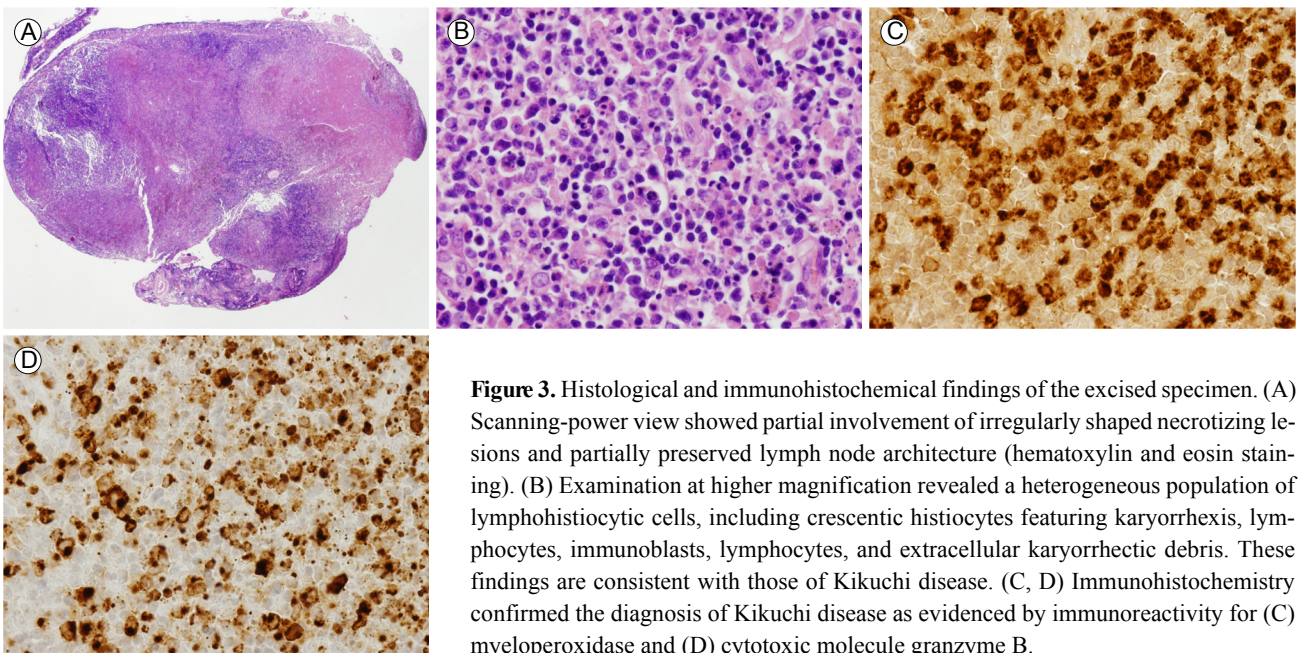 A
B
C
D
Figure 3. Histological and immunohistochemical findings of the excised specimen. (A)
Scanning-power view showed partial involvement of irregularly shaped necrotizing le-
sions and partially preserved lymph node architecture (hematoxylin and eosin stain-
ing). (B) Examination at higher magnification revealed a heterogeneous population of
lymphohistiocytic cells, including crescentic histiocytes featuring karyorrhexis, lym-
phocytes, immunoblasts, lymphocytes, and extracellular karyorrhectic debris. These
findings are consistent with those of Kikuchi disease. (C, D) Immunohistochemistry
confirmed the diagnosis of Kikuchi disease as evidenced by immunoreactivity for (C)
myeloperoxidase and (D) cytotoxic molecule granzyme B.